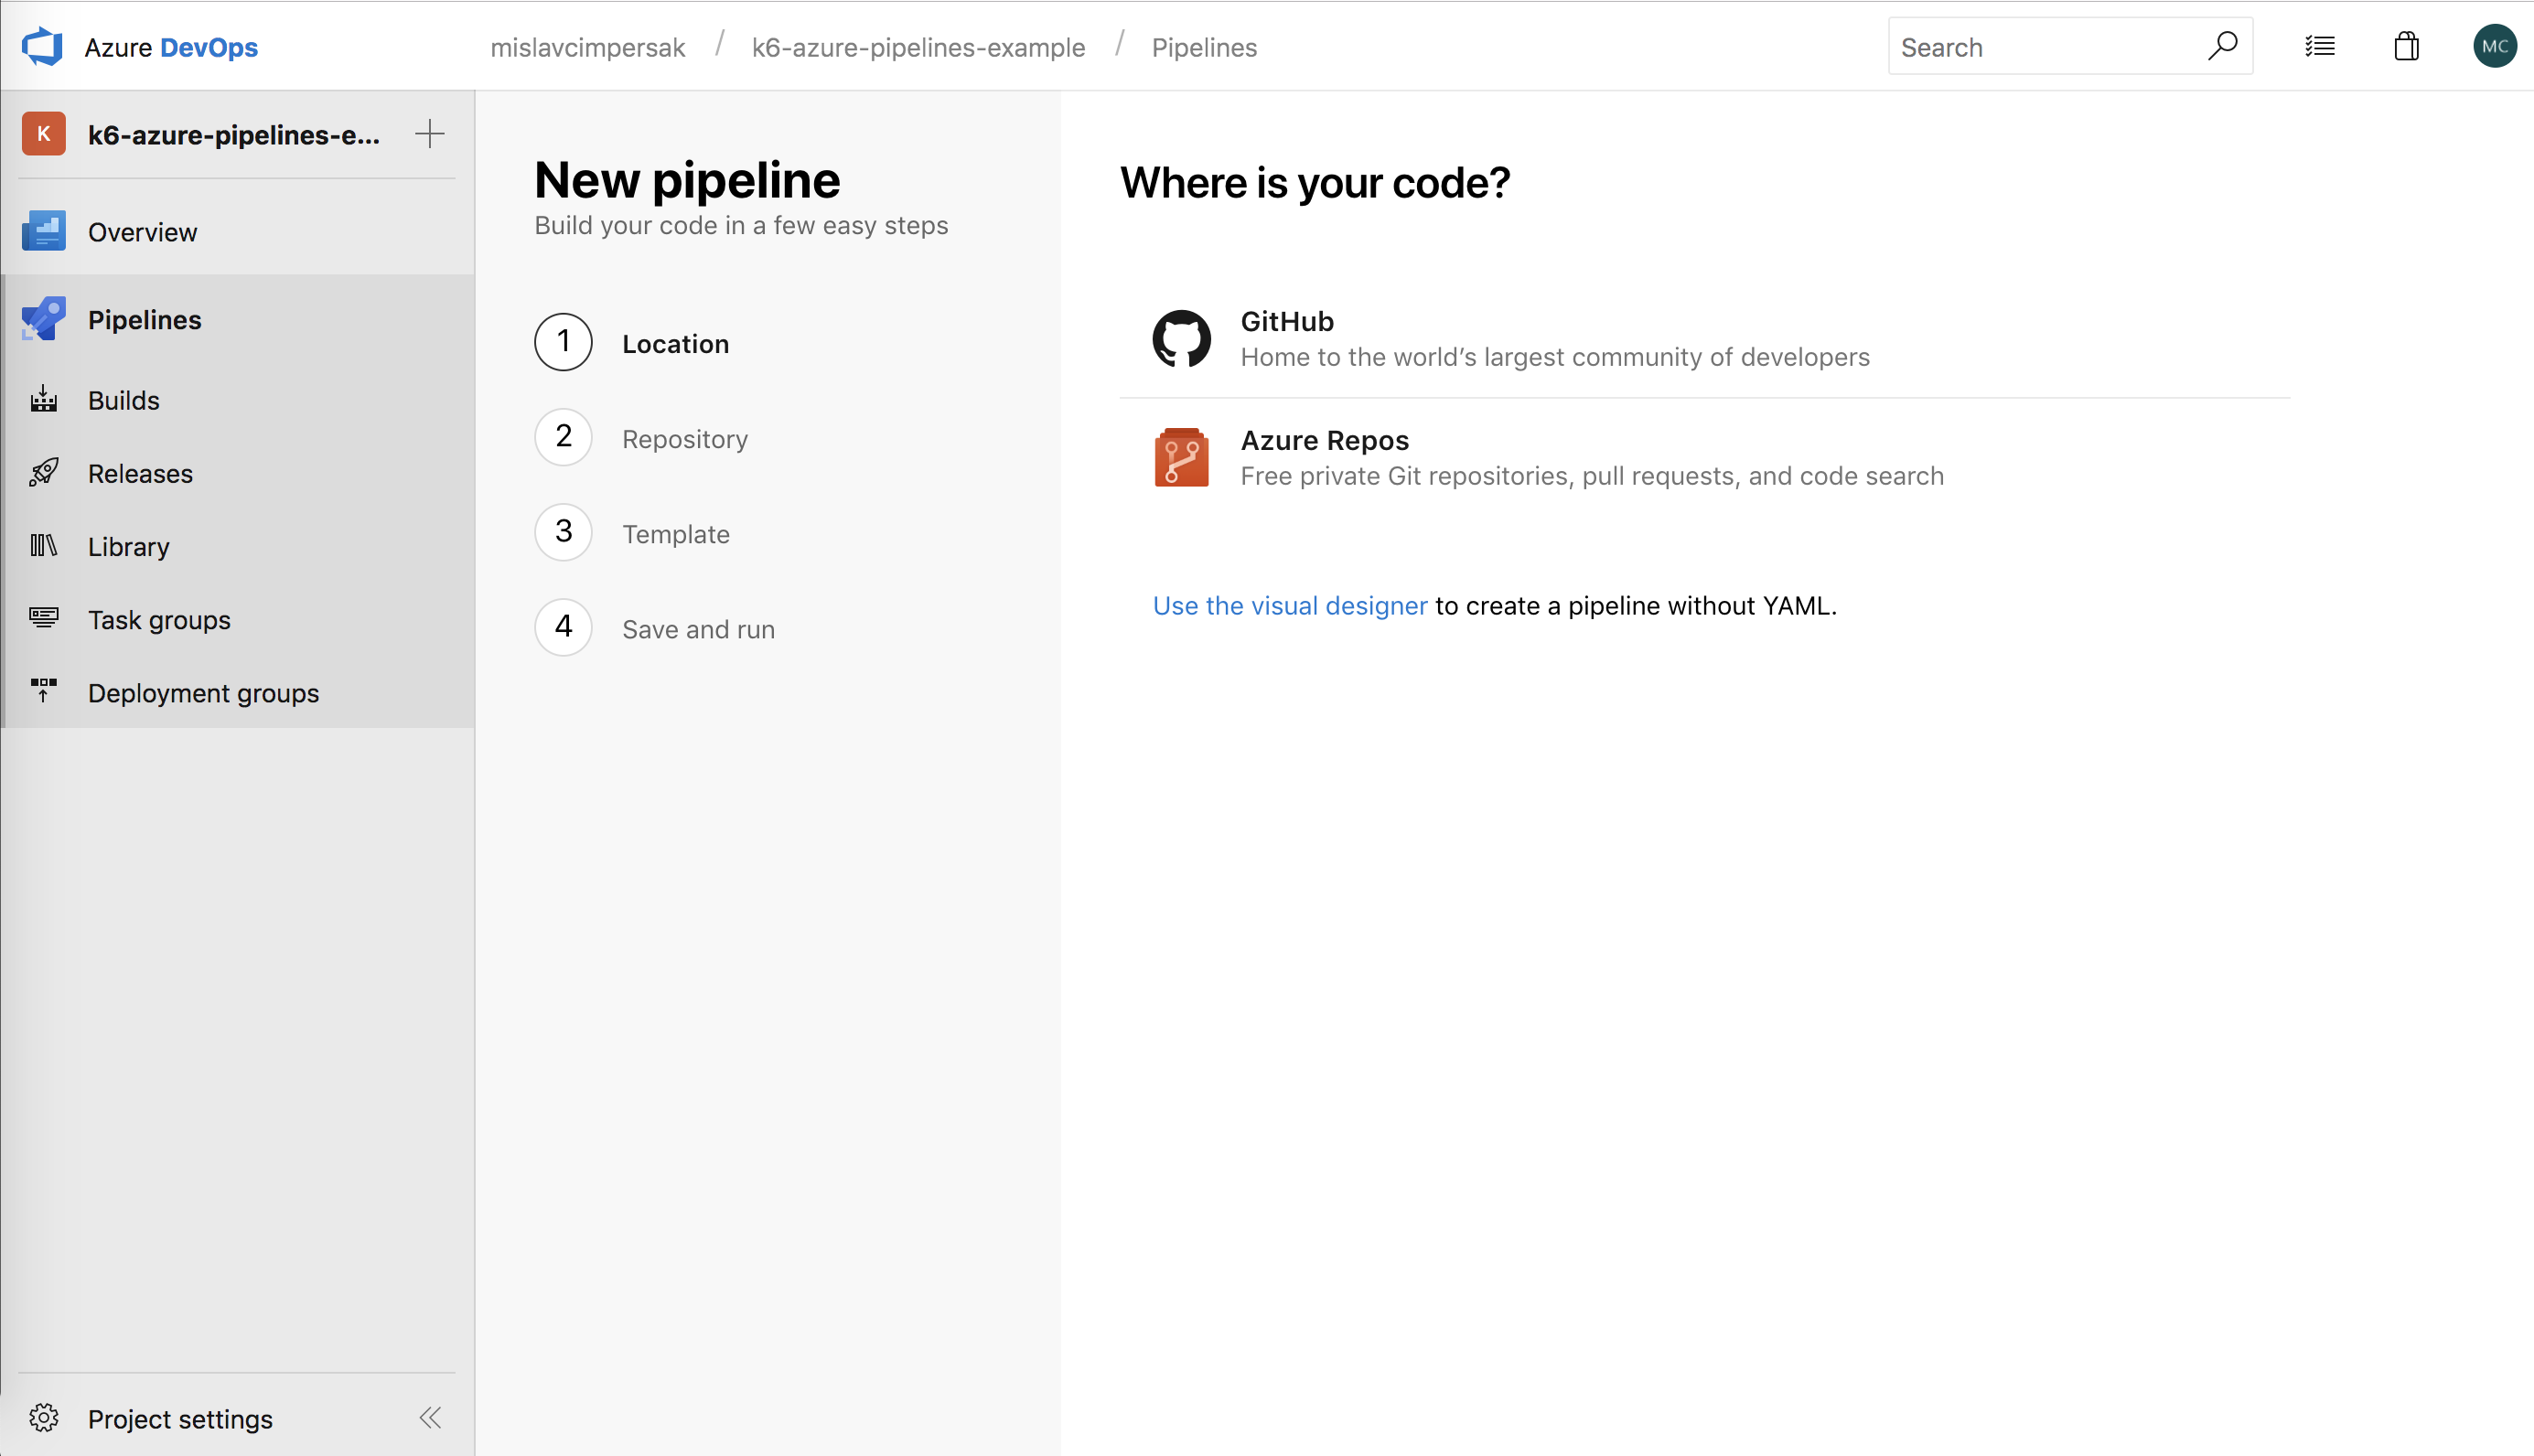 Azure DevOps
mislavcimpersak / k6-azure-pipelines-example / Pipelines
Search
MC
K
k6-azure-pipelines-e...
Overview
Pipelines
Builds
Releases
Library
Task groups
Deployment groups
Project settings
New pipeline
Build your code in a few easy steps
1 Location
2 Repository
3 Template
4 Save and run
Where is your code?
GitHub
Home to the world’s largest community of developers
Azure Repos
Free private Git repositories, pull requests, and code search
Use the visual designer to create a pipeline without YAML.